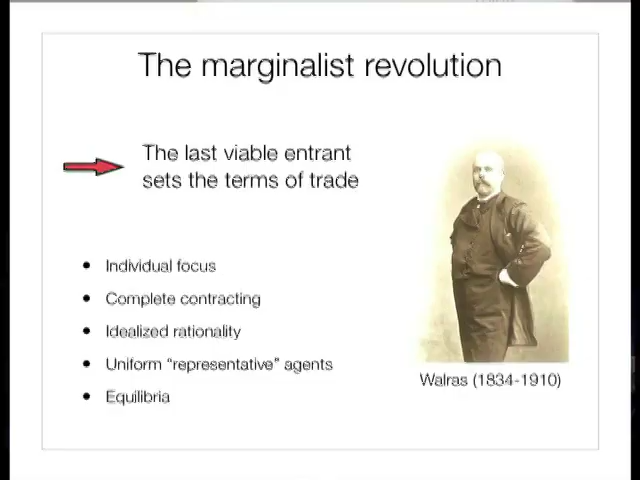 The marginalist revolution
The last viable entrant
sets the terms of trade
Individual focus
Complete contracting
Idealized rationality
Uniform “representative” agents
Equilibria
Walras (1834-1910)